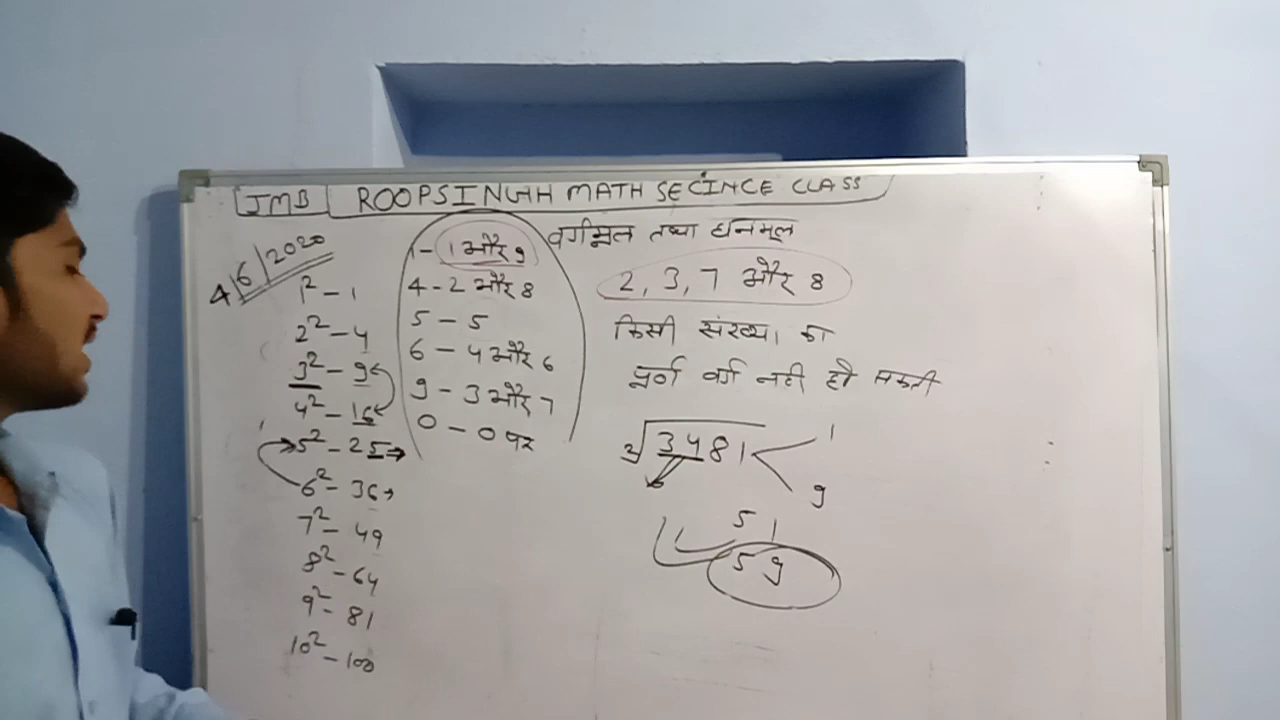 JMB ROOPSINGH MATH SECINCE CLASS
4/6/2020
1² - 1
2² - 4
3² - 9
4² - 16
5² - 25
6² - 36
7² - 49
8² - 64
9² - 81
10² - 100
1 - 1 और 9
4 - 2 और 8
5 - 5
6 - 4 और 6
9 - 3 और 7
0 - 0 पर
वर्गमूल तथा घनमूल
2, 3, 7 और 8
किसी संख्या का
पूर्ण वर्ग नही हो सकती
2√3481
1
9
51
59